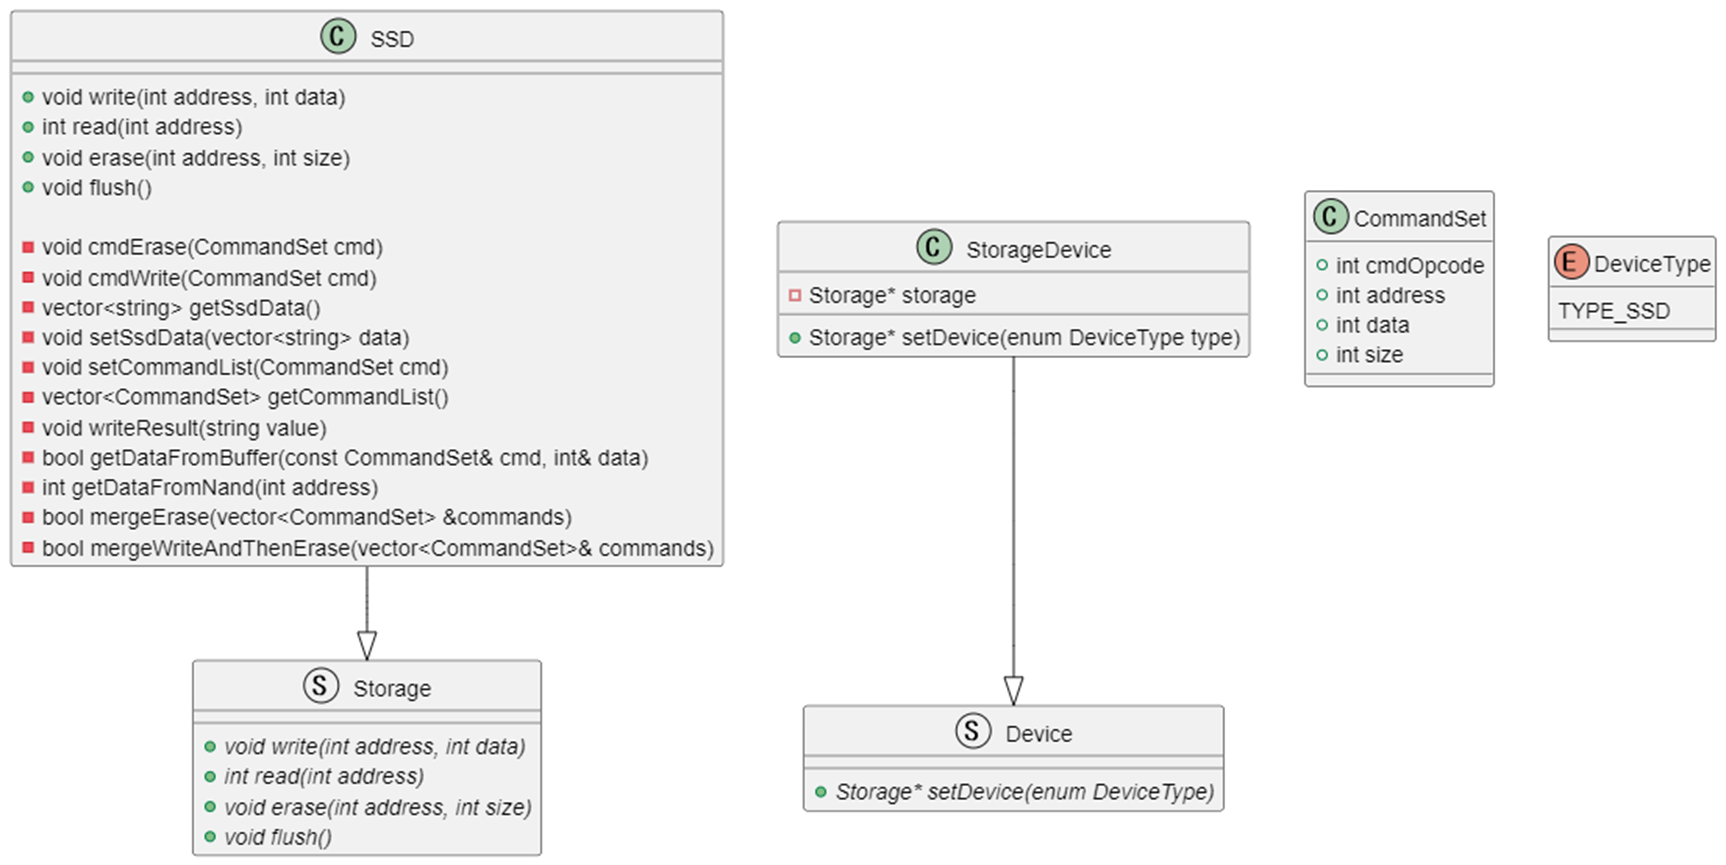 C SSD
void write(int address, int data)
int read(int address)
void erase(int address, int size)
void flush()
void cmdErase(CommandSet cmd)
void cmdWrite(CommandSet cmd)
vector<string> getSsdData()
void setSsdData(vector<string> data)
void setCommandList(CommandSet cmd)
vector<CommandSet> getCommandList()
void writeResult(string value)
bool getDataFromBuffer(const CommandSet& cmd, int& data)
int getDataFromNand(int address)
bool mergeErase(vector<CommandSet> &commands)
bool mergeWriteAndThenErase(vector<CommandSet>& commands)
S Storage
void write(int address, int data)
int read(int address)
void erase(int address, int size)
void flush()
C StorageDevice
Storage* storage
Storage* setDevice(enum DeviceType type)
S Device
Storage* setDevice(enum DeviceType)
C CommandSet
int cmdOpcode
int address
int data
int size
E DeviceType
TYPE_SSD